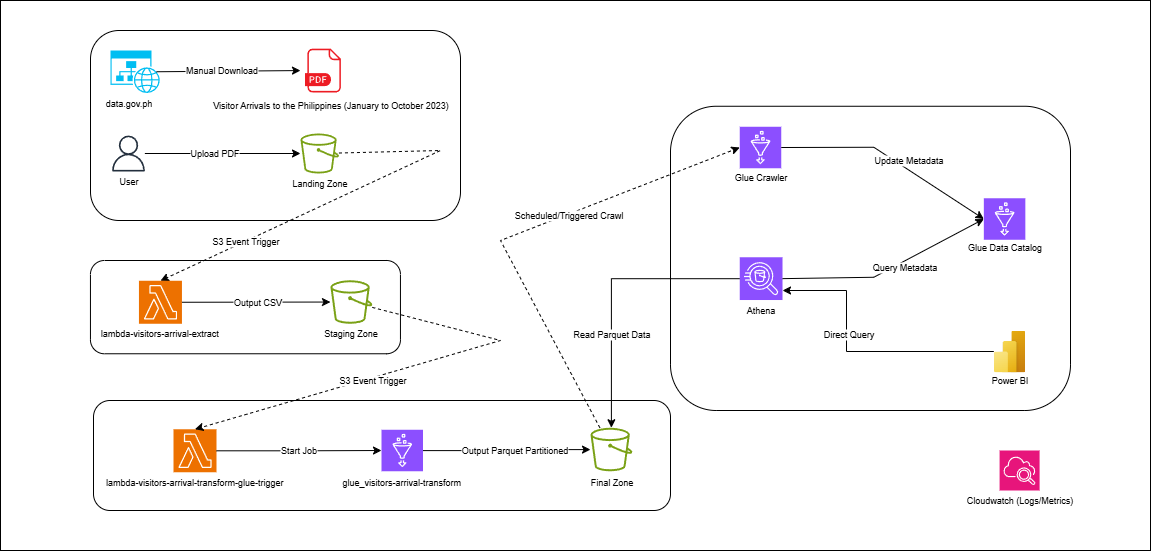 Manual Download
PDF
data.gov.ph
Visitor Arrivals to the Philippines (January to October 2023)
Upload PDF
User
Landing Zone
S3 Event Trigger
Output CSV
lambda-visitors-arrival-extract
Staging Zone
S3 Event Trigger
Start Job
Output Parquet Partitioned
lambda-visitors-arrival-transform-glue-trigger
glue_visitors-arrival-transform
Final Zone
Scheduled/Triggered Crawl
Read Parquet Data
Glue Crawler
Update Metadata
Glue Data Catalog
Query Metadata
Athena
Direct Query
Power BI
Cloudwatch (Logs/Metrics)